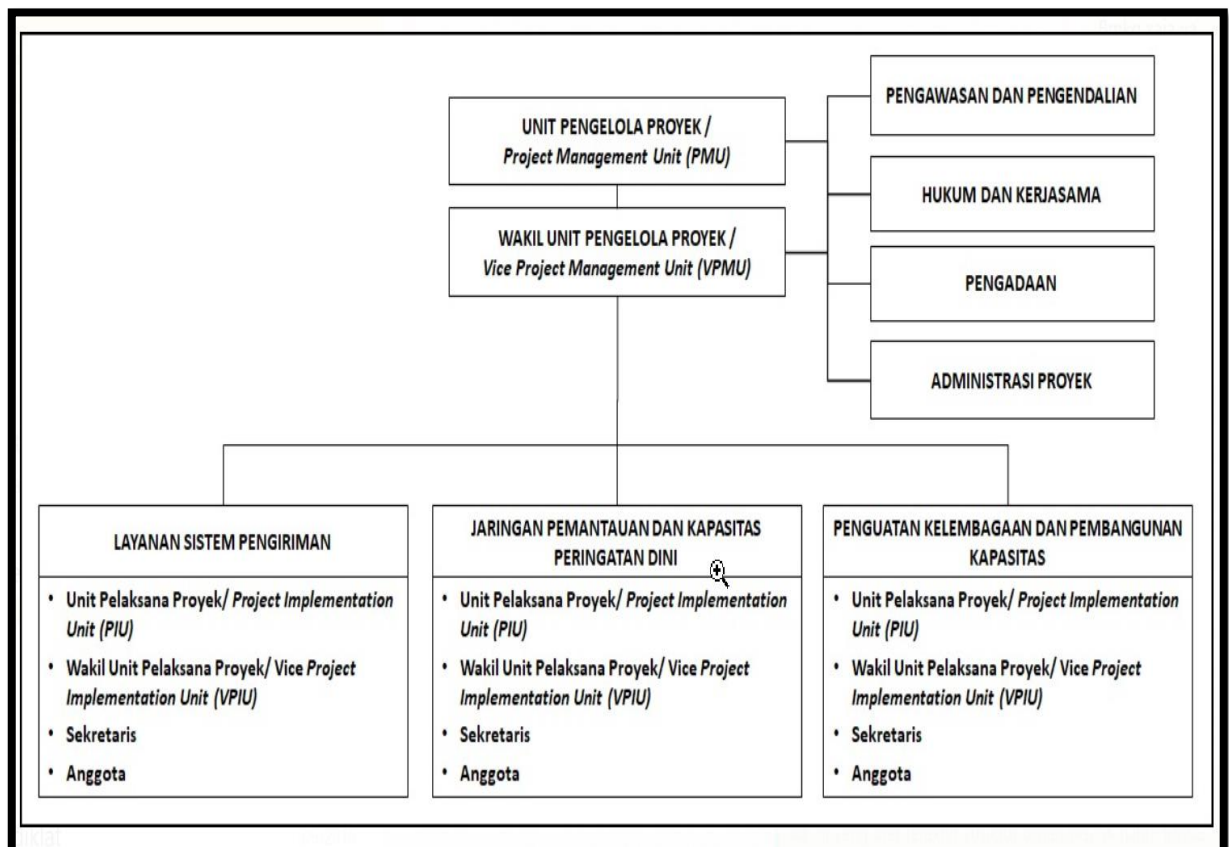 UNIT PENGELOLA PROYEK /
Project Management Unit (PMU)
WAKIL UNIT PENGELOLA PROYEK /
Vice Project Management Unit (VPMU)
PENGAWASAN DAN PENGENDALIAN
HUKUM DAN KERJASAMA
PENGADAAN
ADMINISTRASI PROYEK
LAYANAN SISTEM PENGIRIMAN
• Unit Pelaksana Proyek/ Project Implementation
Unit (PIU)
• Wakil Unit Pelaksana Proyek/ Vice Project
Implementation Unit (VPIU)
• Sekretaris
• Anggota
JARINGAN PEMANTAUAN DAN KAPASITAS
PERINGATAN DINI
• Unit Pelaksana Proyek/ Project Implementation
Unit (PIU)
• Wakil Unit Pelaksana Proyek/ Vice Project
Implementation Unit (VPIU)
• Sekretaris
• Anggota
PENGUATAN KELEMBAGAAN DAN PEMBANGUNAN
KAPASITAS
• Unit Pelaksana Proyek/ Project Implementation
Unit (PIU)
• Wakil Unit Pelaksana Proyek/ Vice Project
Implementation Unit (VPIU)
• Sekretaris
• Anggota